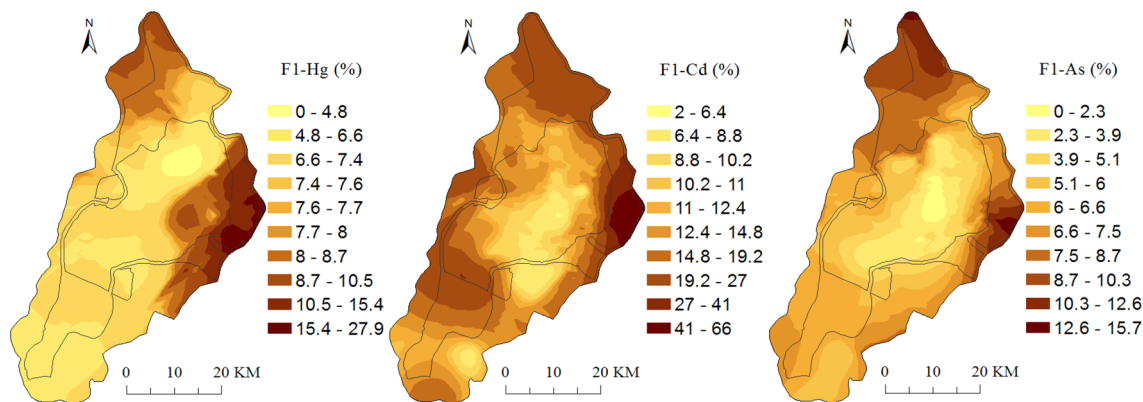 N
F1-Hg (%)
0 - 4.8
4.8 - 6.6
6.6 - 7.4
7.4 - 7.6
7.6 - 7.7
7.7 - 8
8 - 8.7
8.7 - 10.5
10.5 - 15.4
15.4 - 27.9
0 10 20 KM
N
F1-Cd (%)
2 - 6.4
6.4 - 8.8
8.8 - 10.2
10.2 - 11
11 - 12.4
12.4 - 14.8
14.8 - 19.2
19.2 - 27
27 - 41
41 - 66
0 10 20 KM
N
F1-As (%)
0 - 2.3
2.3 - 3.9
3.9 - 5.1
5.1 - 6
6 - 6.6
6.6 - 7.5
7.5 - 8.7
8.7 - 10.3
10.3 - 12.6
12.6 - 15.7
0 10 20 KM